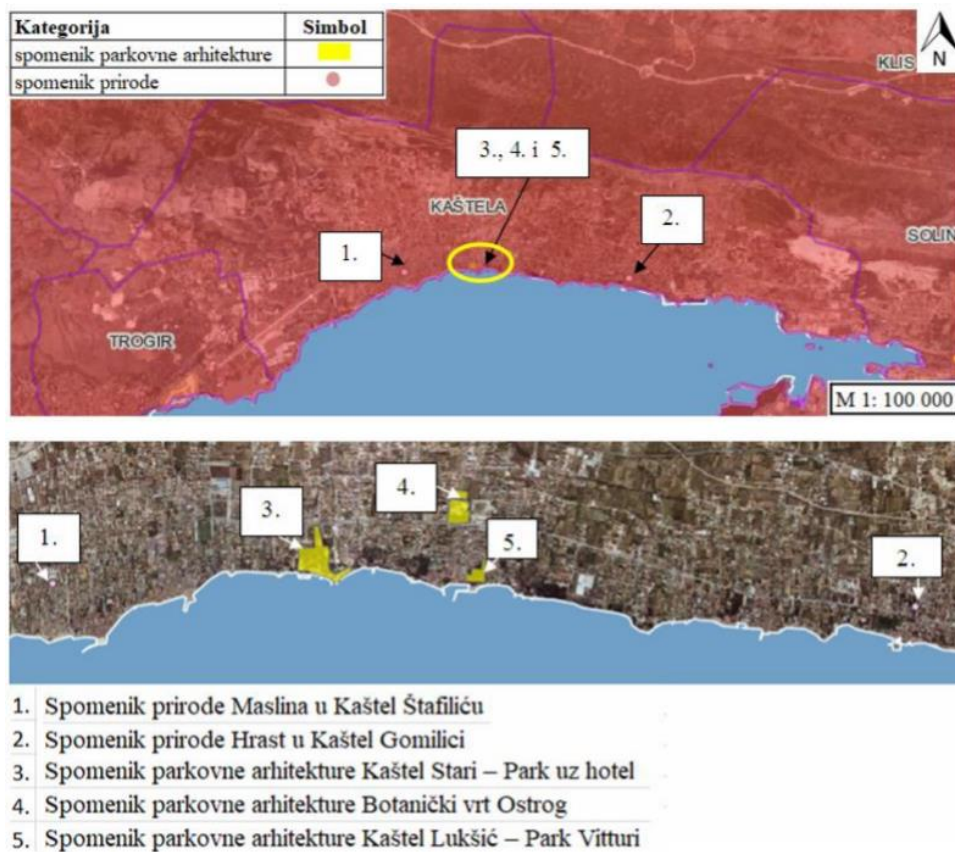 Kategorija Simbol
spomenik parkovne arhitekture
spomenik prirode
N
KLIS
3., 4. i 5.
KAŠTELA
2.
1.
SOLIN
TROGIR
M 1: 100 000
4.
3.
1.
5.
2.
1. Spomenik prirode Maslina u Kaštel Štafiliću
2. Spomenik prirode Hrast u Kaštel Gomilici
3. Spomenik parkovne arhitekture Kaštel Stari – Park uz hotel
4. Spomenik parkovne arhitekture Botanički vrt Ostrog
5. Spomenik parkovne arhitekture Kaštel Lukšić – Park Vitturi